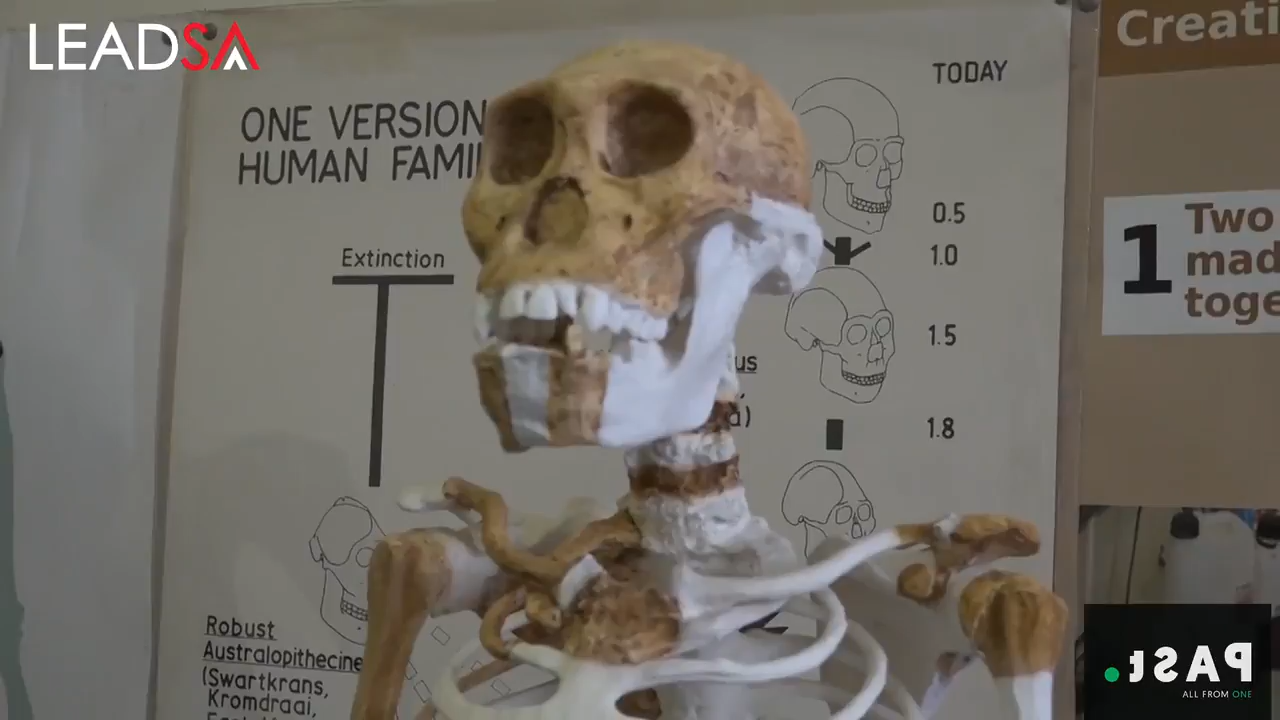 LEADSA
Creati
TODAY
ONE VERSION
HUMAN FAMI
0.5
Extinction
1.0
1
Two
mad
toge
1.5
us
a)
1.8
Robust
Australopithecine
(Swartkrans,
Kromdraai,
PASt.
ALL FROM ONE